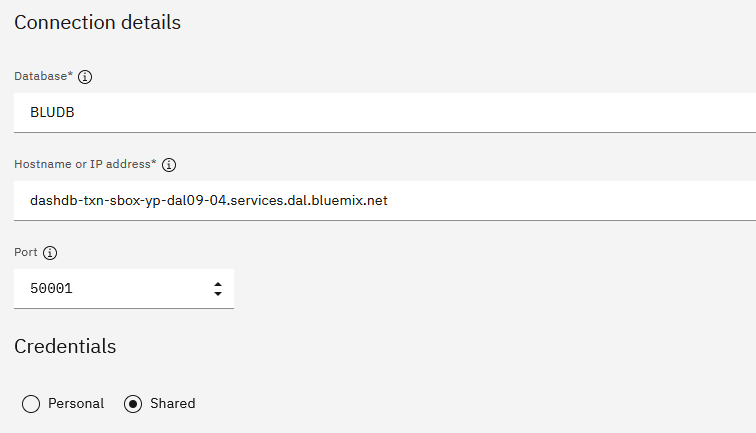 Connection details
Database*
BLUDB
Hostname or IP address*
dashdb-txn-sbox-yp-dal09-04.services.dal.bluemix.net
Port
50001
Credentials
Personal Shared